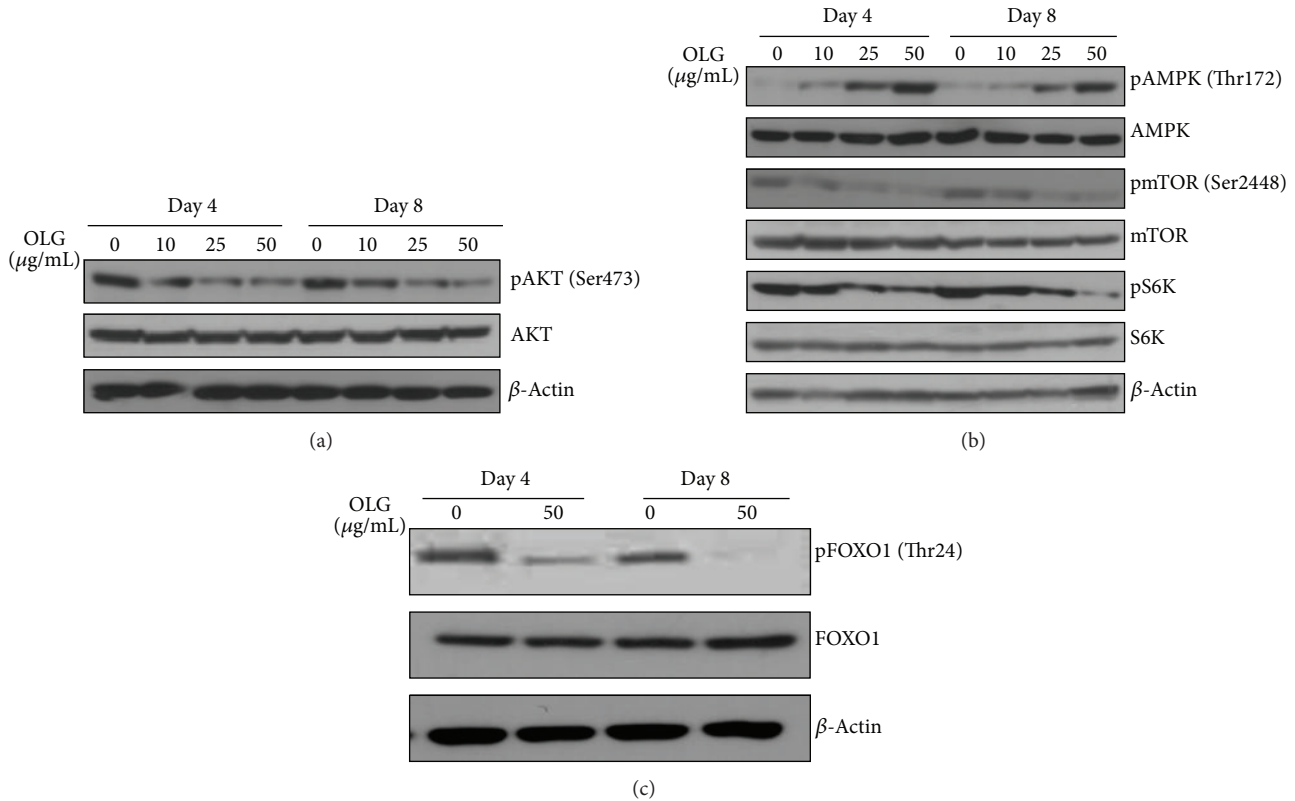 Day 4 Day 8
OLG
(μg/mL)
0 10 25 50 0 10 25 50
pAKT (Ser473)
AKT
β-Actin
(a)
Day 4 Day 8
OLG
(μg/mL)
0 10 25 50 0 10 25 50
pAMPK (Thr172)
AMPK
pmTOR (Ser2448)
mTOR
pS6K
S6K
β-Actin
(b)
Day 4 Day 8
OLG
(μg/mL)
0 50 0 50
pFOXO1 (Thr24)
FOXO1
β-Actin
(c)